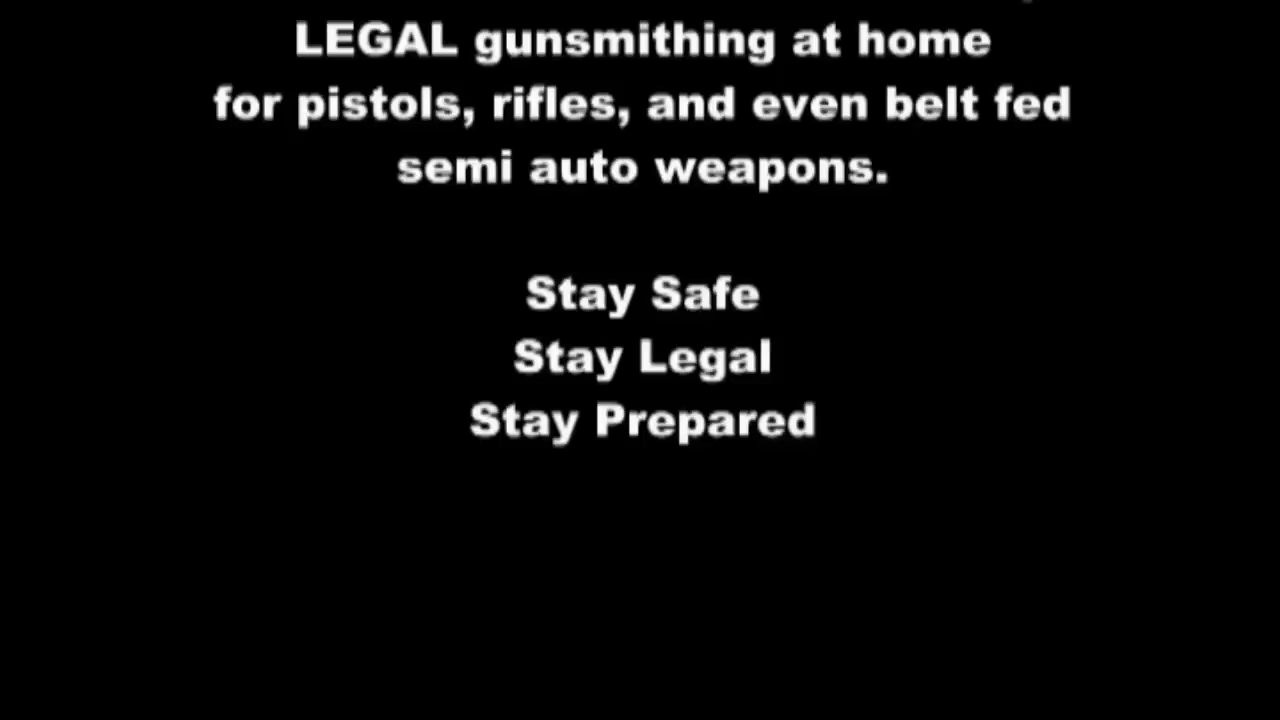 LEGAL gunsmithing at home
for pistols, rifles, and even belt fed
semi auto weapons.
Stay Safe
Stay Legal
Stay Prepared